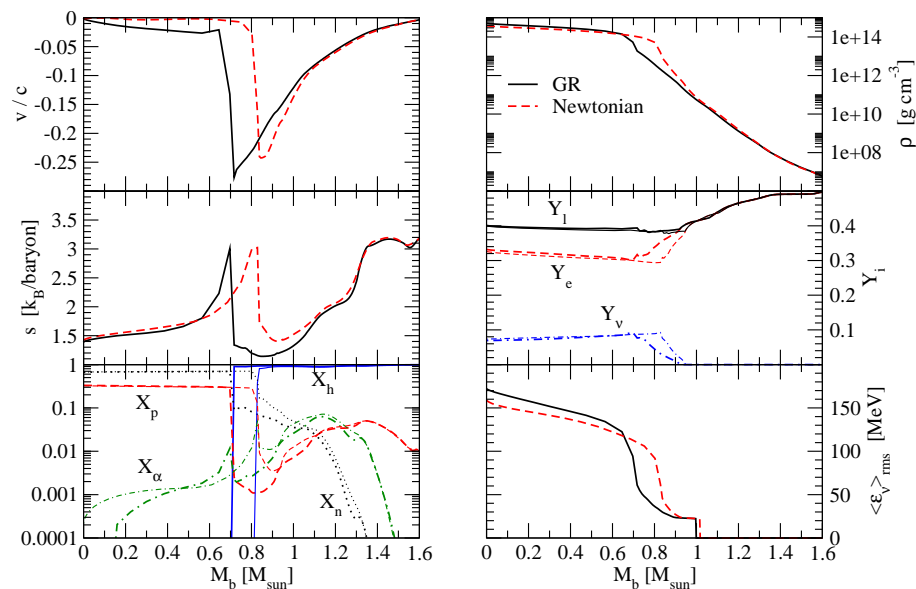 0
-0.05
-0.1
-0.15
-0.2
-0.25
v / c
1e+14
1e+12
1e+10
1e+08
ρ [g cm⁻³]
GR
Newtonian
3.5
3
2.5
2
1.5
s [k_B/baryon]
0.4
0.3
0.2
0.1
Y_i
Y_l
Y_e
Y_ν
1
0.1
0.01
0.001
0.0001
X_h
X_p
X_α
X_n
150
100
50
0
<ε_ν>_rms [MeV]
0 0.2 0.4 0.6 0.8 1 1.2 1.4 1.6
M_b [M_sun]
0 0.2 0.4 0.6 0.8 1 1.2 1.4 1.6
M_b [M_sun]